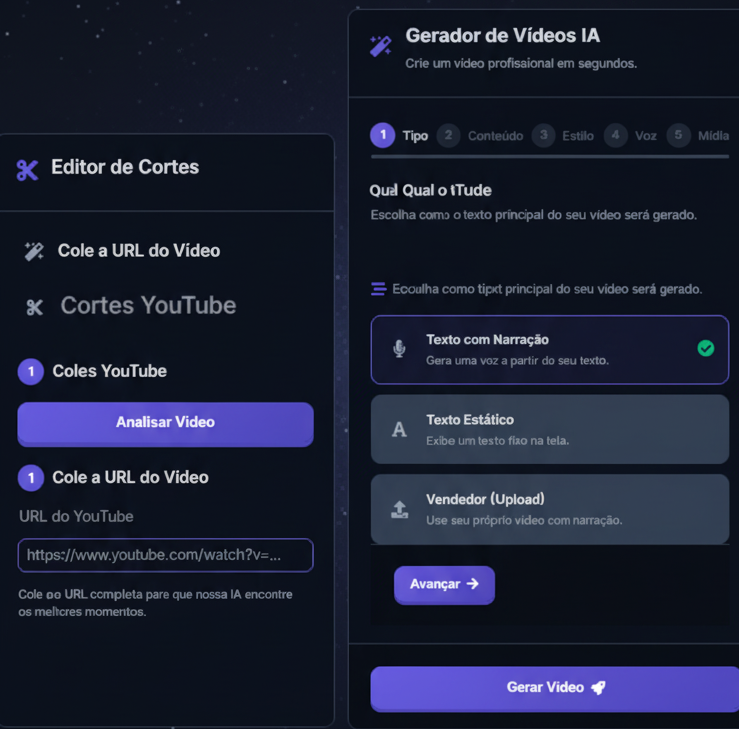 Editor de Cortes
Cole a URL do Vídeo
Cortes YouTube
1 Coles YouTube
Analisar Video
1 Cole a URL do Vídeo
URL do YouTube
https://www.youtube.com/watch?v=...
Cole ao URL completa pare que nossa IA encontre
os melhores momentos.
Gerador de Vídeos IA
Crie um vídeo profissional em segundos.
1 Tipo 2 Conteúdo 3 Estilo 4 Voz 5 Mídia
Qual Qual o tTude
Escolha como o texto principal do seu vídeo será gerado.
Ecoulha como tipxt principal do seu vídeo será gerado.
Texto com Narração
Gera uma voz a partir do seu texto.
A Texto Estático
Exibe um testo fixo na tela.
Vendedor (Upload)
Use seu próprio vídeo com narração.
Avançar →
Gerar Video